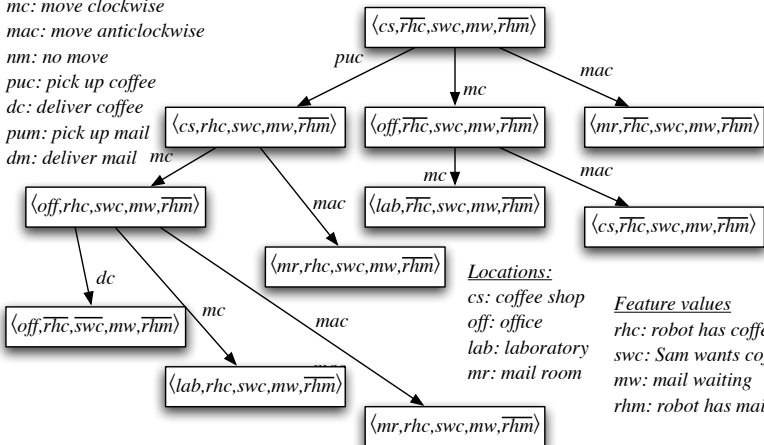 mc: move clockwise
mac: move anticlockwise
nm: no move
puc: pick up coffee
dc: deliver coffee
pum: pick up mail
dm: deliver mail
⟨cs,r̅h̅c̅,swc,mw,r̅h̅m̅⟩
puc
mc
mac
⟨cs,rhc,swc,mw,r̅h̅m̅⟩
⟨off,r̅h̅c̅,swc,mw,r̅h̅m̅⟩
⟨mr,r̅h̅c̅,swc,mw,r̅h̅m̅⟩
mc
mac
mc
mac
⟨off,rhc,swc,mw,r̅h̅m̅⟩
⟨lab,r̅h̅c̅,swc,mw,r̅h̅m̅⟩
⟨cs,r̅h̅c̅,swc,mw,r̅h̅m̅⟩
⟨mr,rhc,swc,mw,r̅h̅m̅⟩
dc
mc
mac
⟨off,r̅h̅c̅,s̅w̅c̅,mw,r̅h̅m̅⟩
⟨lab,rhc,swc,mw,r̅h̅m̅⟩
⟨mr,rhc,swc,mw,r̅h̅m̅⟩
Locations:
cs: coffee shop
off: office
lab: laboratory
mr: mail room
Feature values
rhc: robot has coffe
swc: Sam wants cof
mw: mail waiting
rhm: robot has mai